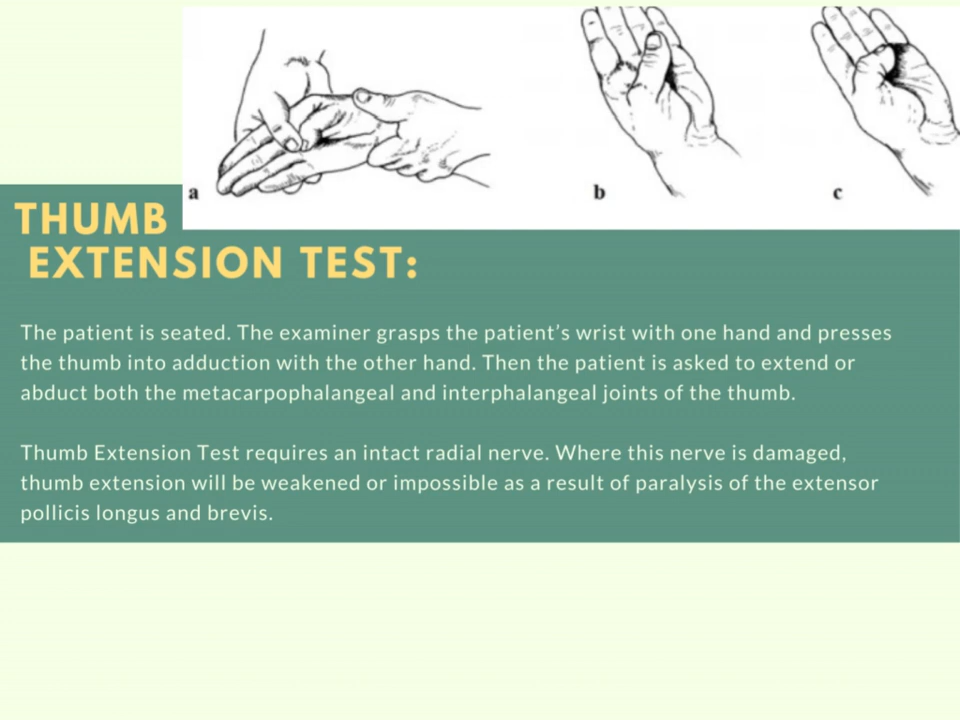 a
b
c
THUMB
EXTENSION TEST:
The patient is seated. The examiner grasps the patient’s wrist with one hand and presses
the thumb into adduction with the other hand. Then the patient is asked to extend or
abduct both the metacarpophalangeal and interphalangeal joints of the thumb.
Thumb Extension Test requires an intact radial nerve. Where this nerve is damaged,
thumb extension will be weakened or impossible as a result of paralysis of the extensor
pollicis longus and brevis.